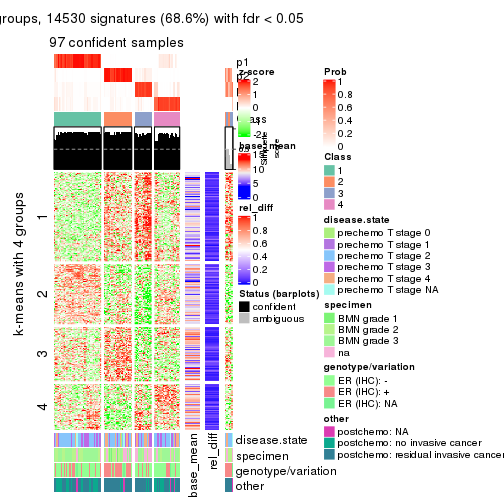 groups, 14530 signatures (68.6%) with fdr < 0.05
97 confident samples
p1
z-score
2
1
0
-1
-2
base_mean
15
10
5
0
rel_diff
1
0.8
0.6
0.4
0.2
0
Status (barplots)
confident
ambiguous
Silhouette
score
Prob
1
0.8
0.6
0.4
0.2
0
Class
1
2
3
4
disease.state
prechemo T stage 0
prechemo T stage 1
prechemo T stage 2
prechemo T stage 3
prechemo T stage 4
prechemo T stage NA
specimen
BMN grade 1
BMN grade 2
BMN grade 3
na
genotype/variation
ER (IHC): -
ER (IHC): +
ER (IHC): NA
other
postchemo: NA
postchemo: no invasive cancer
postchemo: residual invasive cancer
k-means with 4 groups
1
2
3
4
base_mean
rel_diff
disease.state
specimen
genotype/variation
other